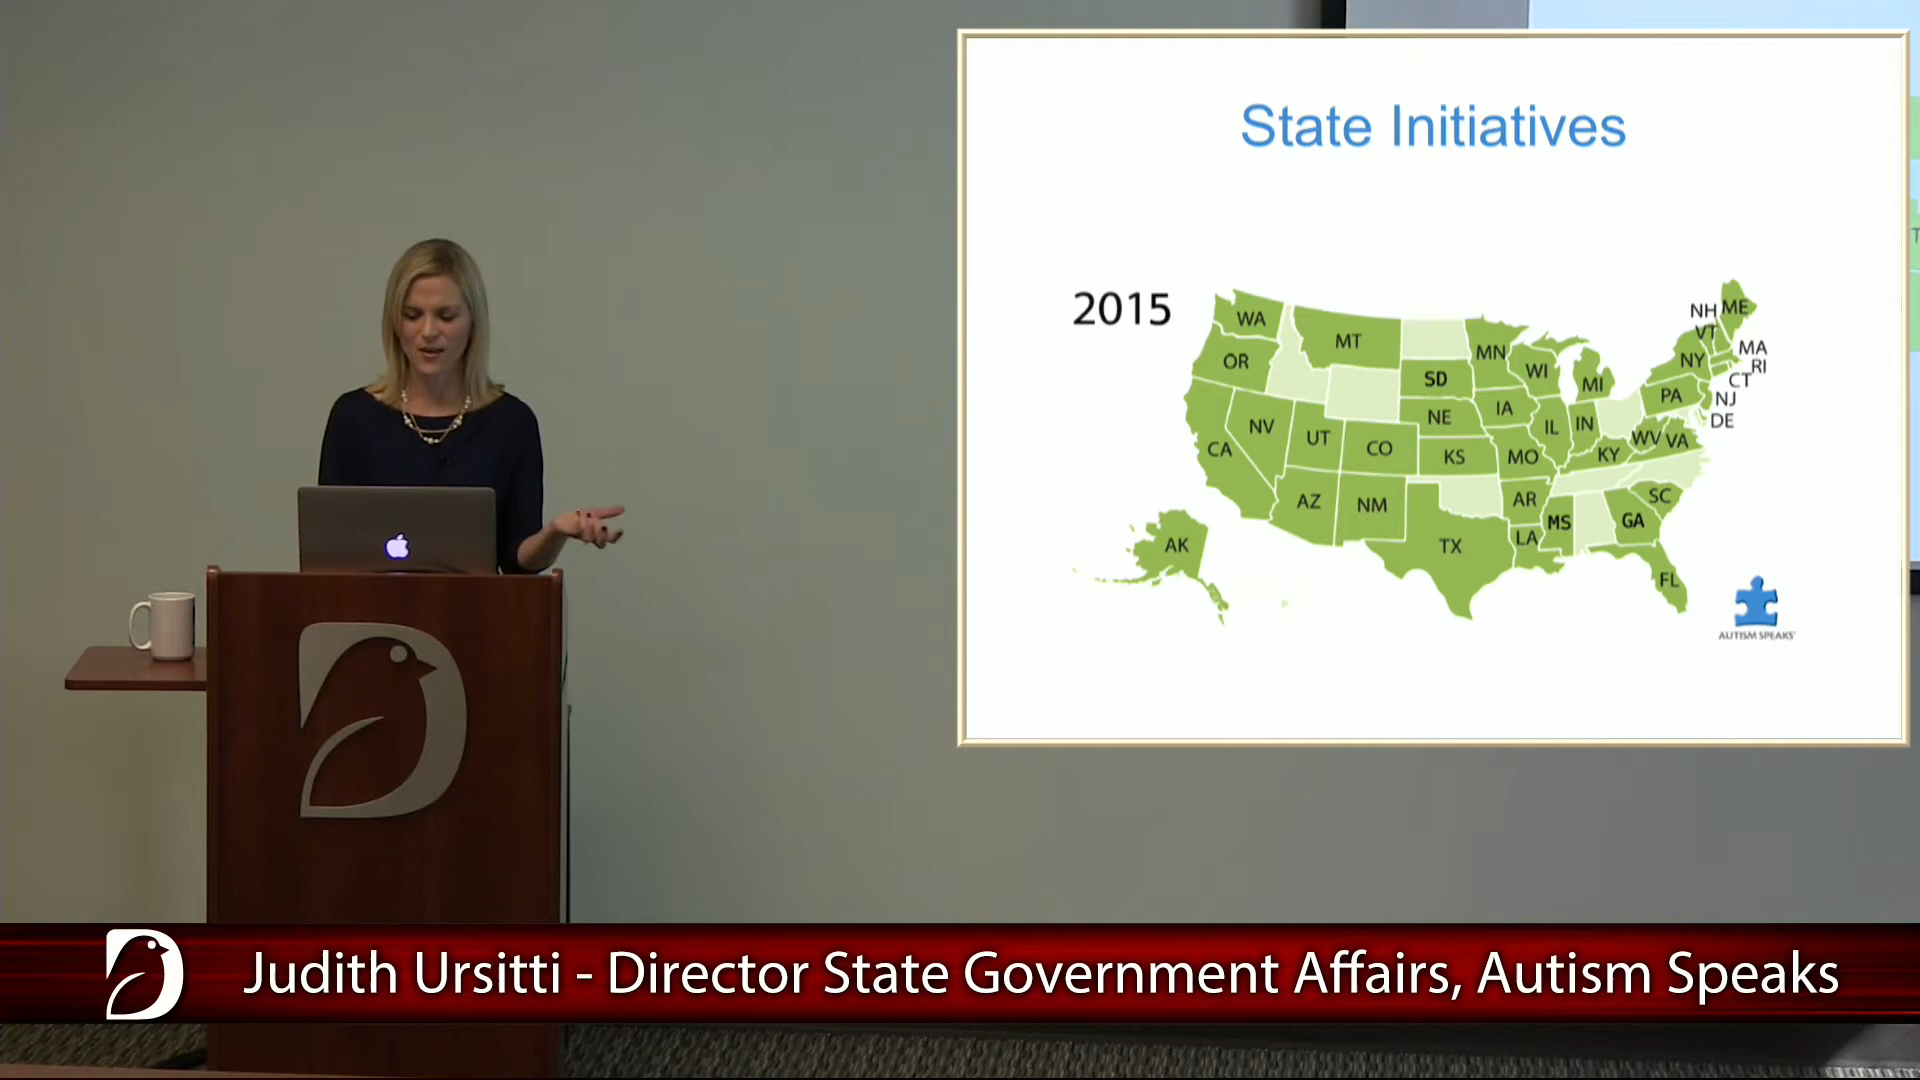 State Initiatives
2015
WA
MT
MN
NH
ME
VT
OR
SD
WI
MI
NY
MA
RI
CT
NE
IA
PA
NJ
DE
NV
UT
CO
IL
IN
WV
VA
CA
KS
MO
KY
AZ
NM
AR
SC
MS
GA
AK
TX
LA
FL
AUTISM SPEAKS
Judith Ursitti - Director State Government Affairs, Autism Speaks